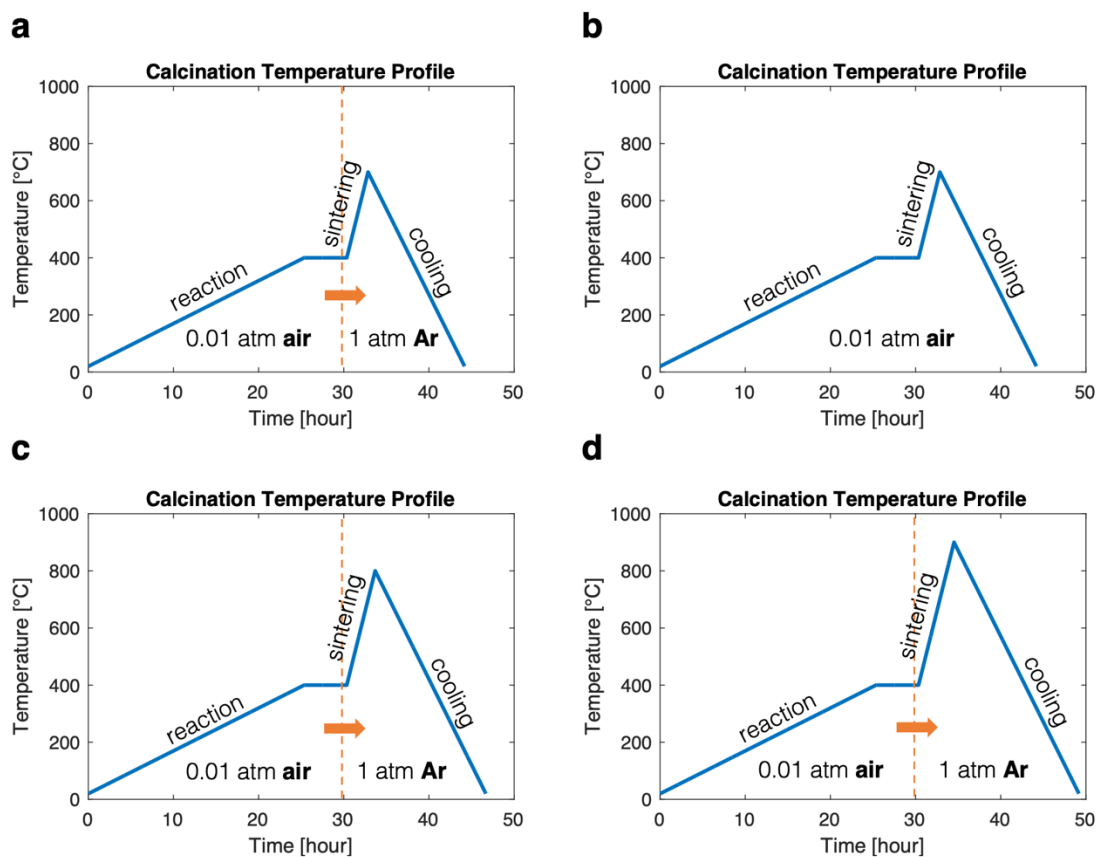 a
Calcination Temperature Profile
1000
800
600
400
200
0
Temperature [°C]
reaction
sintering
cooling
0.01 atm air
1 atm Ar
0 10 20 30 40 50
Time [hour]
b
Calcination Temperature Profile
1000
800
600
400
200
0
Temperature [°C]
reaction
sintering
cooling
0.01 atm air
0 10 20 30 40 50
Time [hour]
c
Calcination Temperature Profile
1000
800
600
400
200
0
Temperature [°C]
reaction
sintering
cooling
0.01 atm air
1 atm Ar
0 10 20 30 40 50
Time [hour]
d
Calcination Temperature Profile
1000
800
600
400
200
0
Temperature [°C]
reaction
sintering
cooling
0.01 atm air
1 atm Ar
0 10 20 30 40 50
Time [hour]